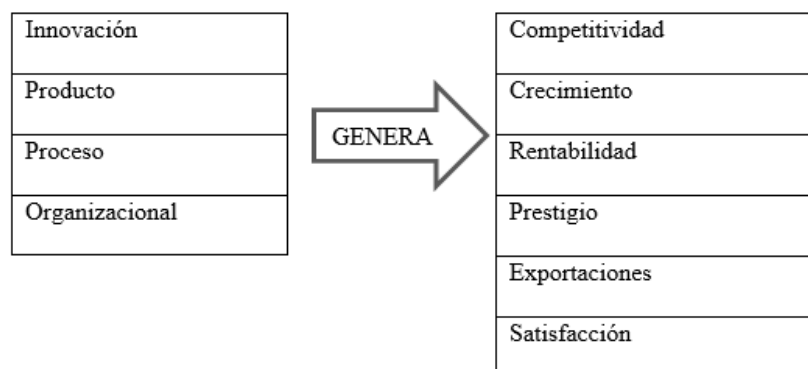 Innovación
Producto
Proceso
Organizacional
GENERA
Competitividad
Crecimiento
Rentabilidad
Prestigio
Exportaciones
Satisfacción